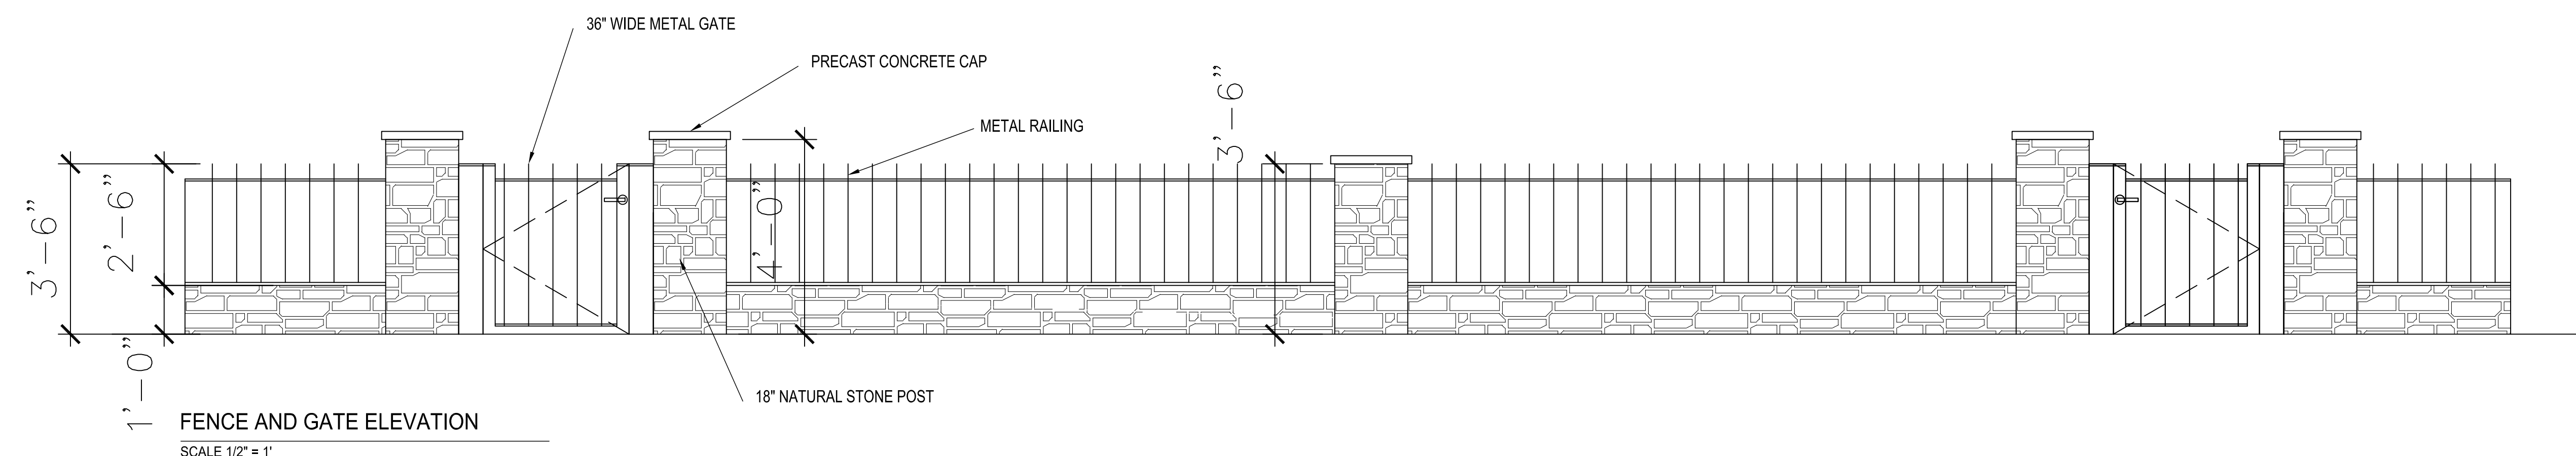 36" WIDE METAL GATE
PRECAST CONCRETE CAP
METAL RAILING
3'-6"
3'-6"
2'-6"
4'-0"
1'-0"
18" NATURAL STONE POST
FENCE AND GATE ELEVATION
SCALE 1/2" = 1'